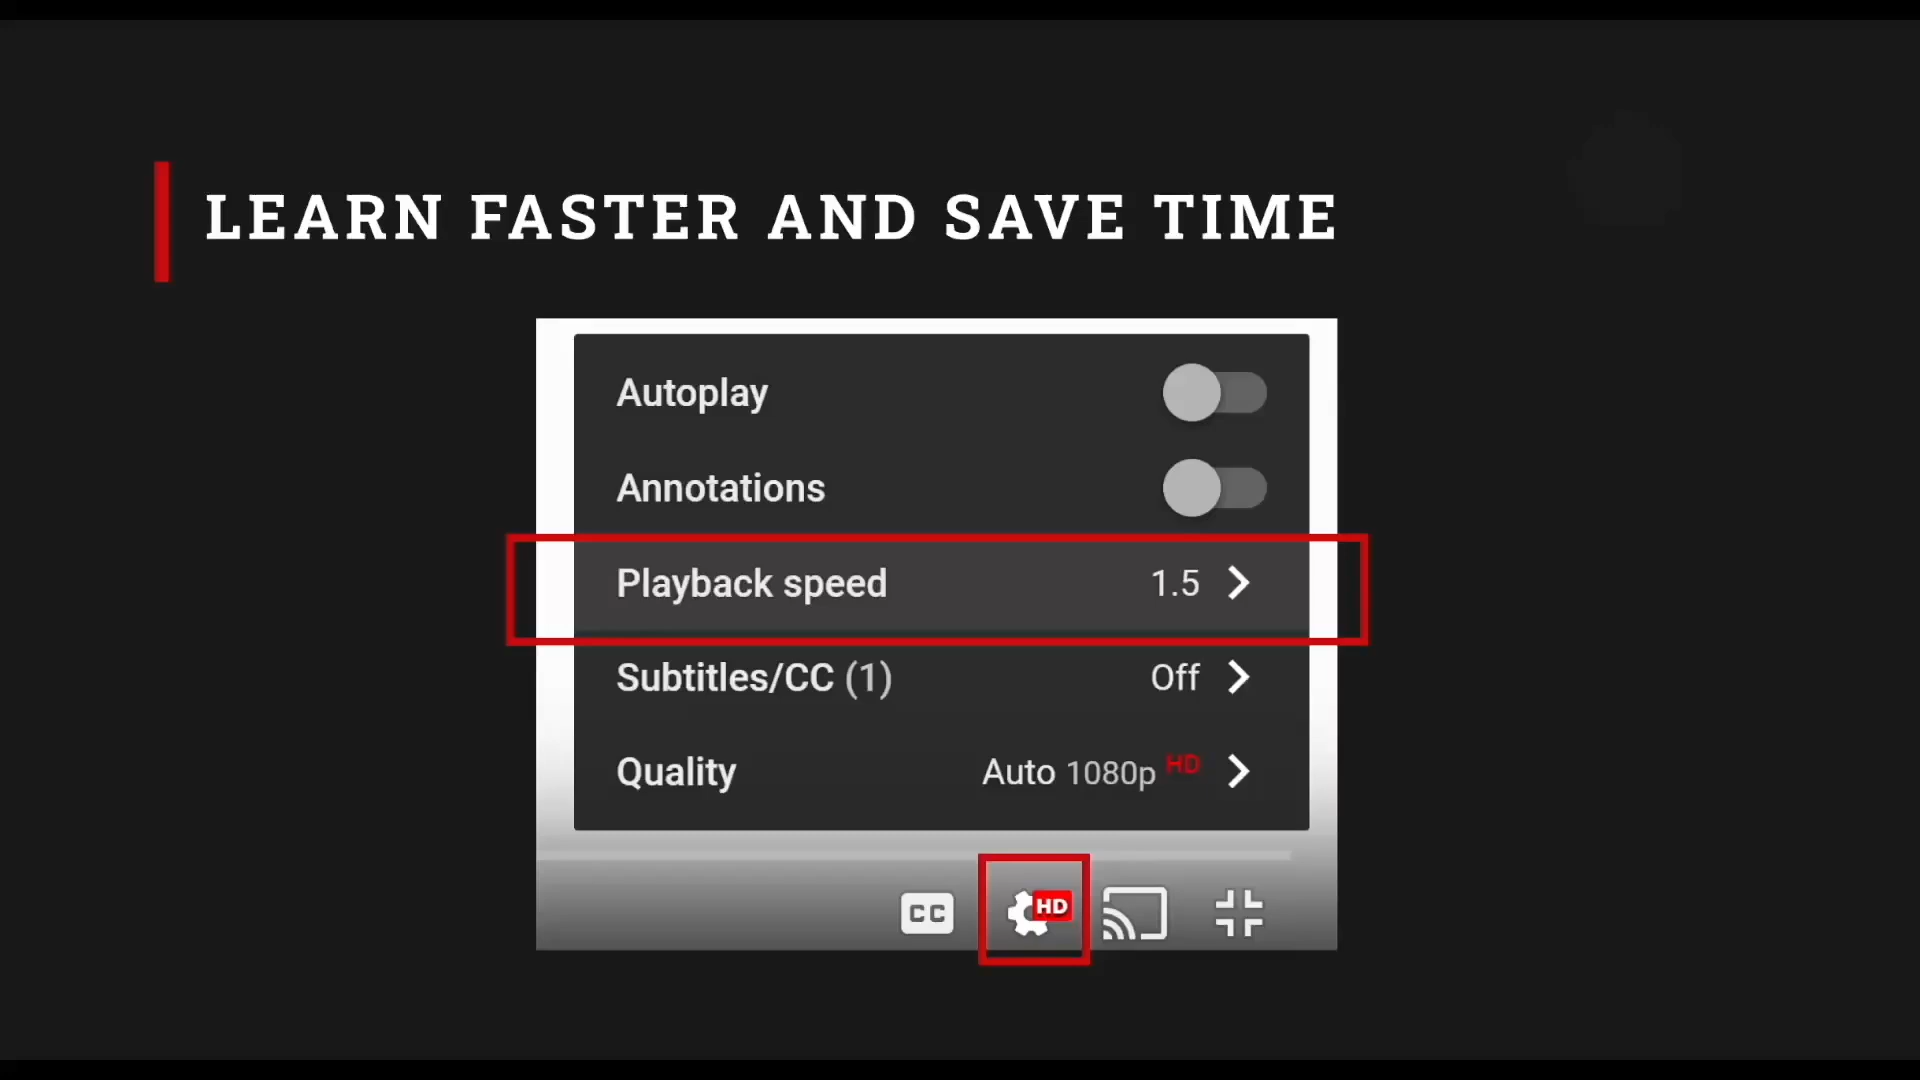 LEARN FASTER AND SAVE TIME
Autoplay
Annotations
Playback speed 1.5
Subtitles/CC (1) Off
Quality Auto 1080p HD
CC HD